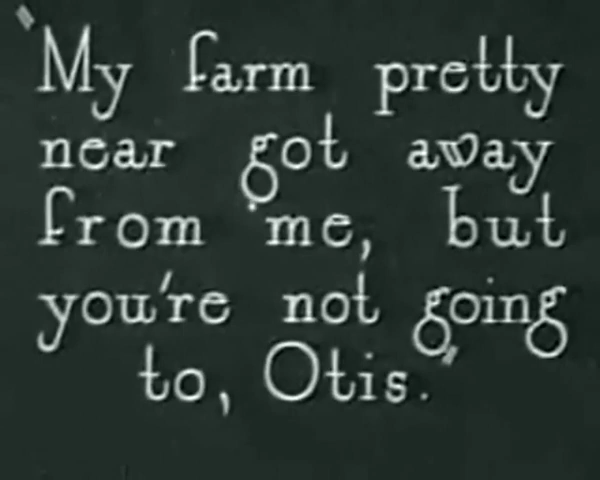 "My farm pretty
near got away
from me, but
you're not going
to, Otis."